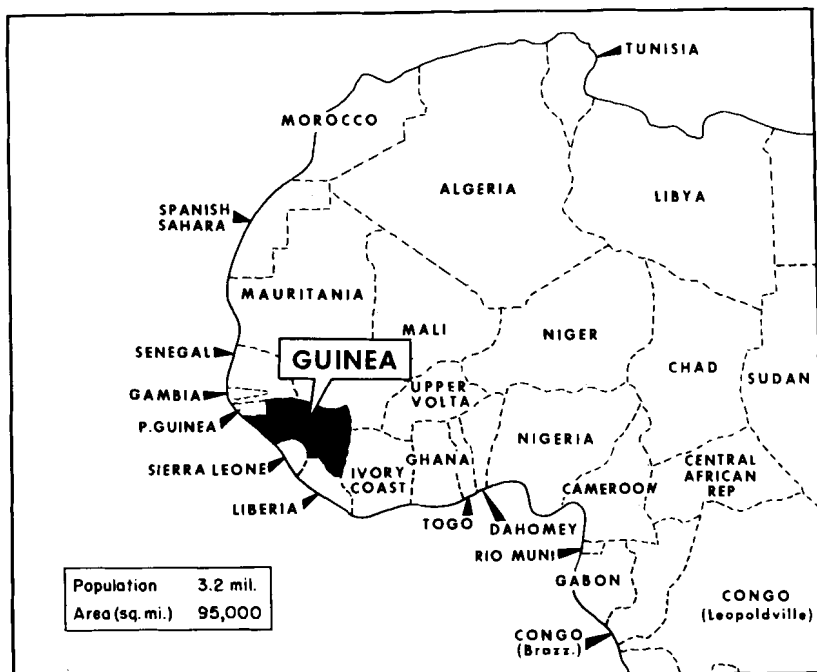 TUNISIA
MOROCCO
ALGERIA
LIBYA
SPANISH
SAHARA
MAURITANIA
MALI
NIGER
CHAD
SUDAN
SENEGAL
GUINEA
UPPER
VOLTA
GAMBIA
P. GUINEA
NIGERIA
GHANA
SIERRA LEONE
IVORY
COAST
CENTRAL
AFRICAN
REP
CAMEROON
LIBERIA
TOGO
DAHOMEY
RIO MUNI
GABON
CONGO
(Leopoldville)
CONGO
(Brazz.)
Population 3.2 mil.
Area (sq. mi.) 95,000